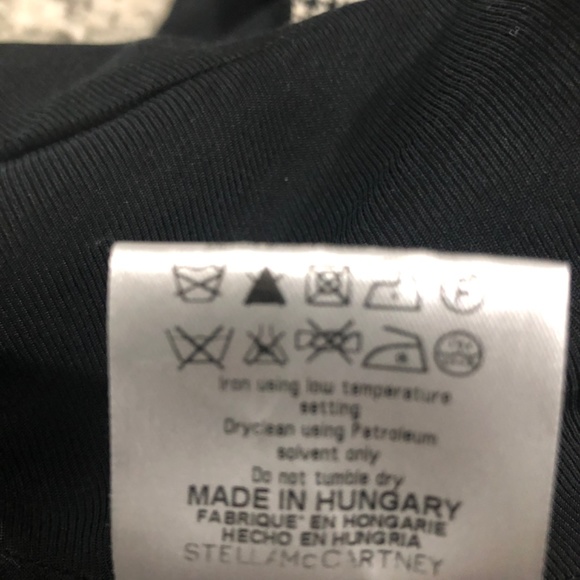 Iron using low temperature
setting
Dryclean using Patroleum
solvent only
Do not tumble dry
MADE IN HUNGARY
FABRIQUE' EN HONGARIE
HECHO EN HUNGRIA
STELLA McCARTNEY